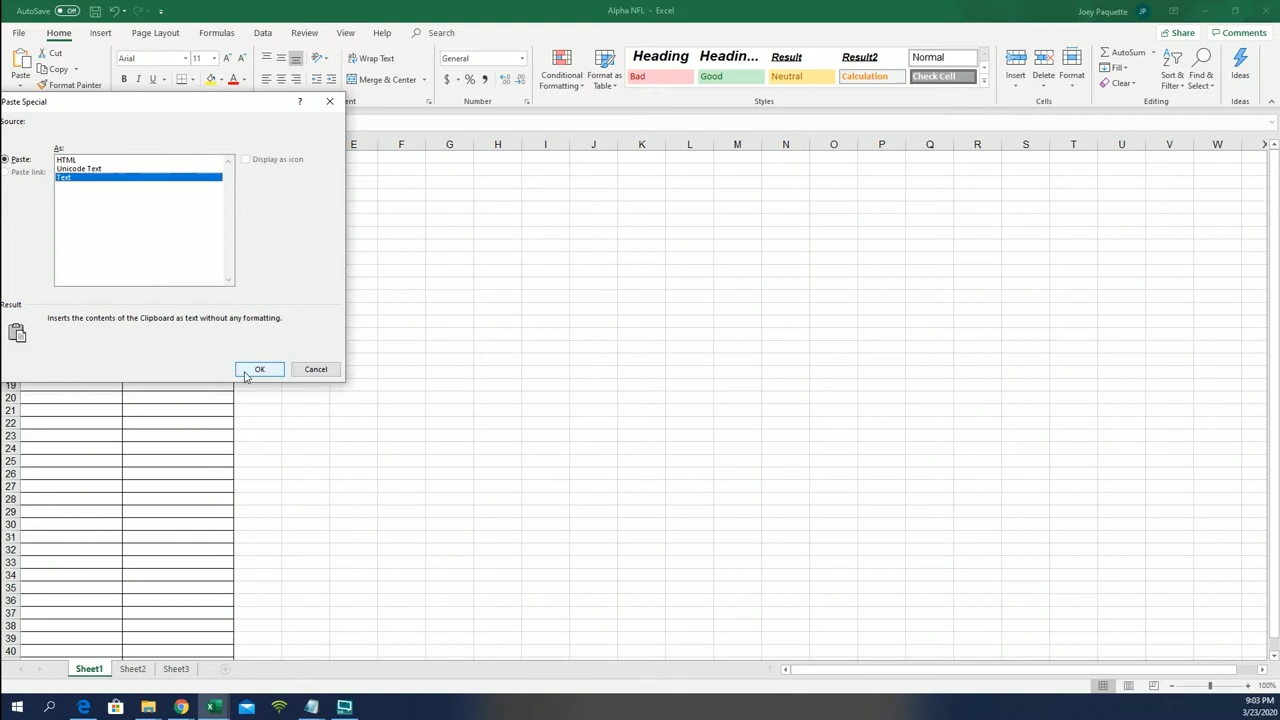 AutoSave Off
Alpha NFL - Excel
Joey Paquette JP
File Home Insert Page Layout Formulas Data Review View Help Search
Share Comments
Paste
Cut
Copy
Format Painter
Arial 11 A A
B I U A
Wrap Text
Merge & Center
General
$ % ,
Number
Conditional Formatting
Format as Table
Heading Headin... Result Result2 Normal
Bad Good Neutral Calculation Check Cell
Styles
Insert Delete Format
Cells
AutoSum
Fill
Clear
Sort & Filter
Find & Select
Editing
Ideas
Ideas
Paste Special ?
Source:
As:
Paste:
Paste link:
HTML
Unicode Text
Text
Display as icon
Result
Inserts the contents of the Clipboard as text without any formatting.
OK Cancel
E F G H I J K L M N O P Q R S T U V W X
19
20
21
22
23
24
25
26
27
28
29
30
31
32
33
34
35
36
37
38
39
40
Sheet1 Sheet2 Sheet3
100%
9:03 PM
3/23/2020